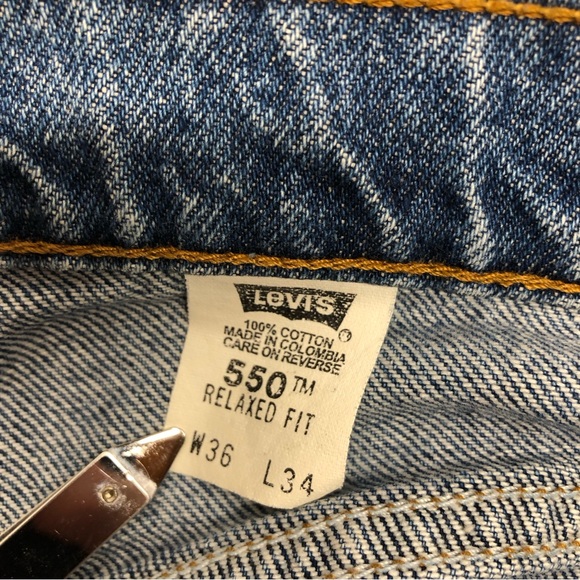 LEVI'S ®
100% COTTON
MADE IN COLOMBIA
CARE ON REVERSE
550™
RELAXED FIT
W36 L34